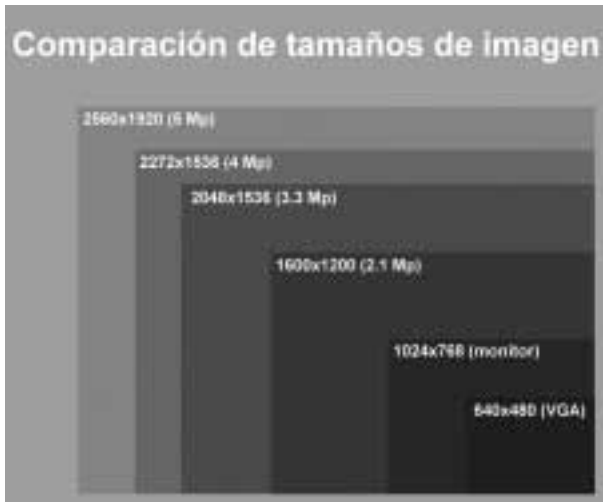 Comparación de tamaños de imagen
2560x1920 (5 Mp)
2272x1536 (4 Mp)
2048x1536 (3.3 Mp)
1600x1200 (2.1 Mp)
1024x768 (monitor)
640x480 (VGA)